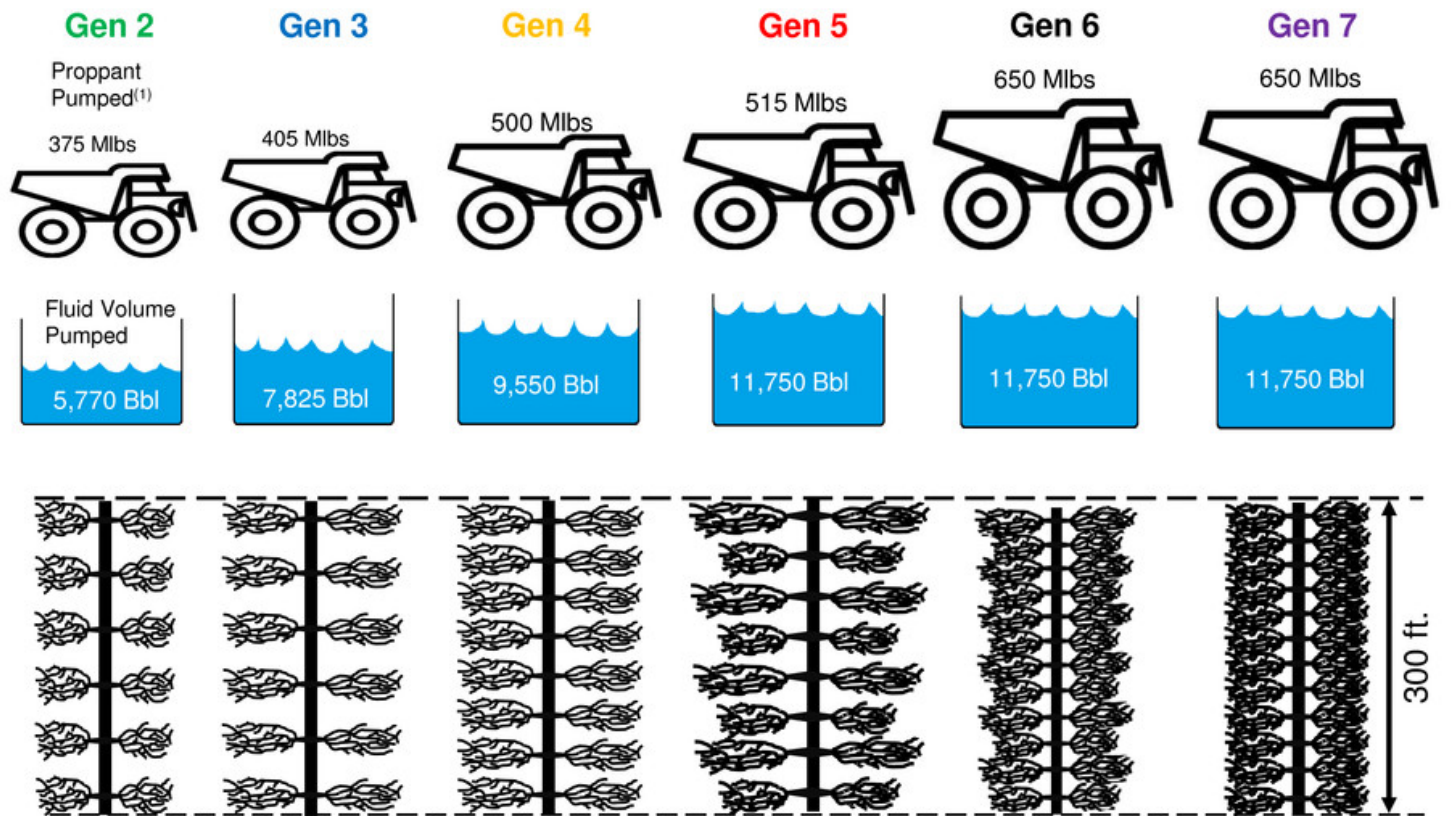 Gen 2 Gen 3 Gen 4 Gen 5 Gen 6 Gen 7
Proppant
Pumped(1)
375 Mlbs 405 Mlbs 500 Mlbs 515 Mlbs 650 Mlbs 650 Mlbs
Fluid Volume
Pumped
5,770 Bbl 7,825 Bbl 9,550 Bbl 11,750 Bbl 11,750 Bbl 11,750 Bbl
300 ft.